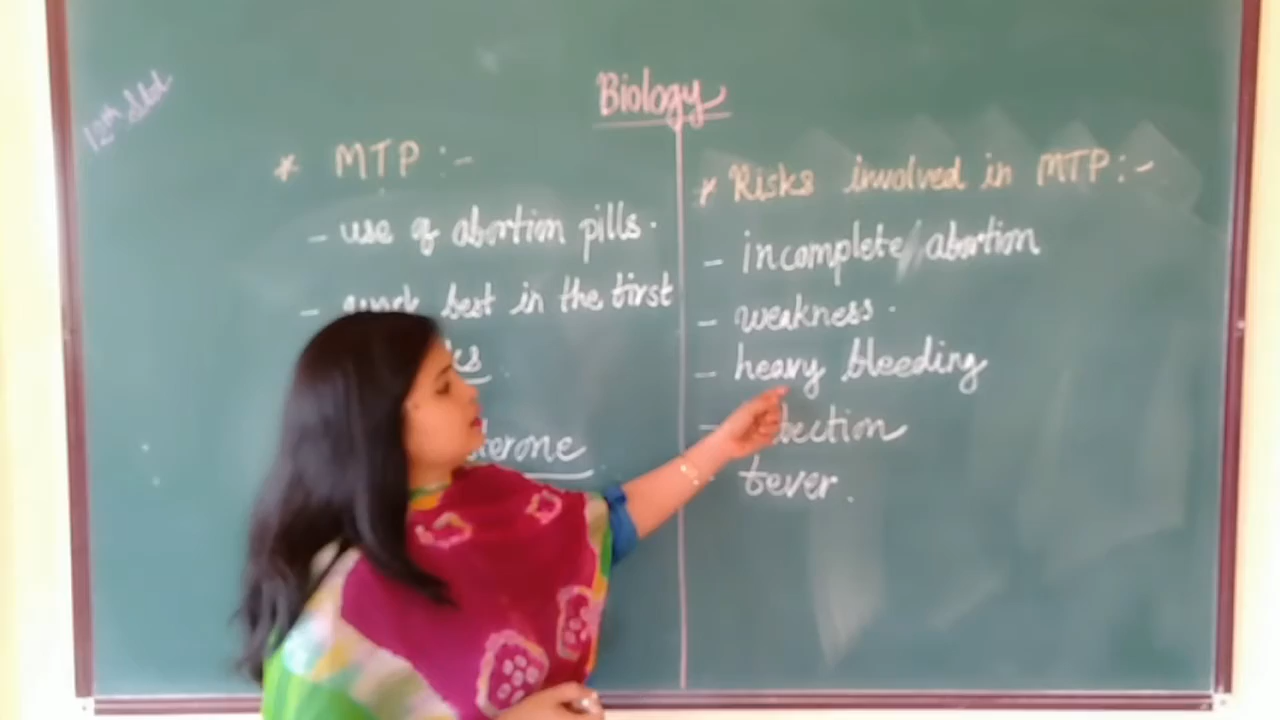 12th std
Biology
* MTP :-
- use of abortion pills.
- best in the first
* Risks involved in MTP :-
- incomplete abortion
- weakness.
- heavy bleeding
-
fever.